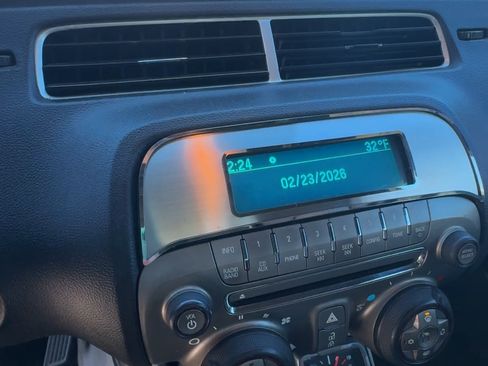 2:24 32°F
02/23/2026
INFO 1 2 3 4 5 6 BACK
RADIO BAND CD AUX PHONE SEEK SEEK CONFIG TONE
VOL